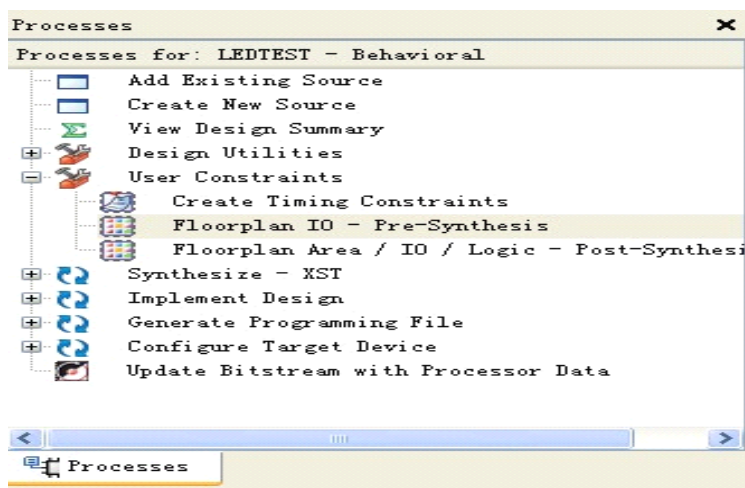 Processes
Processes for: LEDTEST - Behavioral
Add Existing Source
Create New Source
View Design Summary
Design Utilities
User Constraints
Create Timing Constraints
Floorplan IO - Pre-Synthesis
Floorplan Area / IO / Logic - Post-Synthesi
Synthesize - XST
Implement Design
Generate Programming File
Configure Target Device
Update Bitstream with Processor Data
Processes